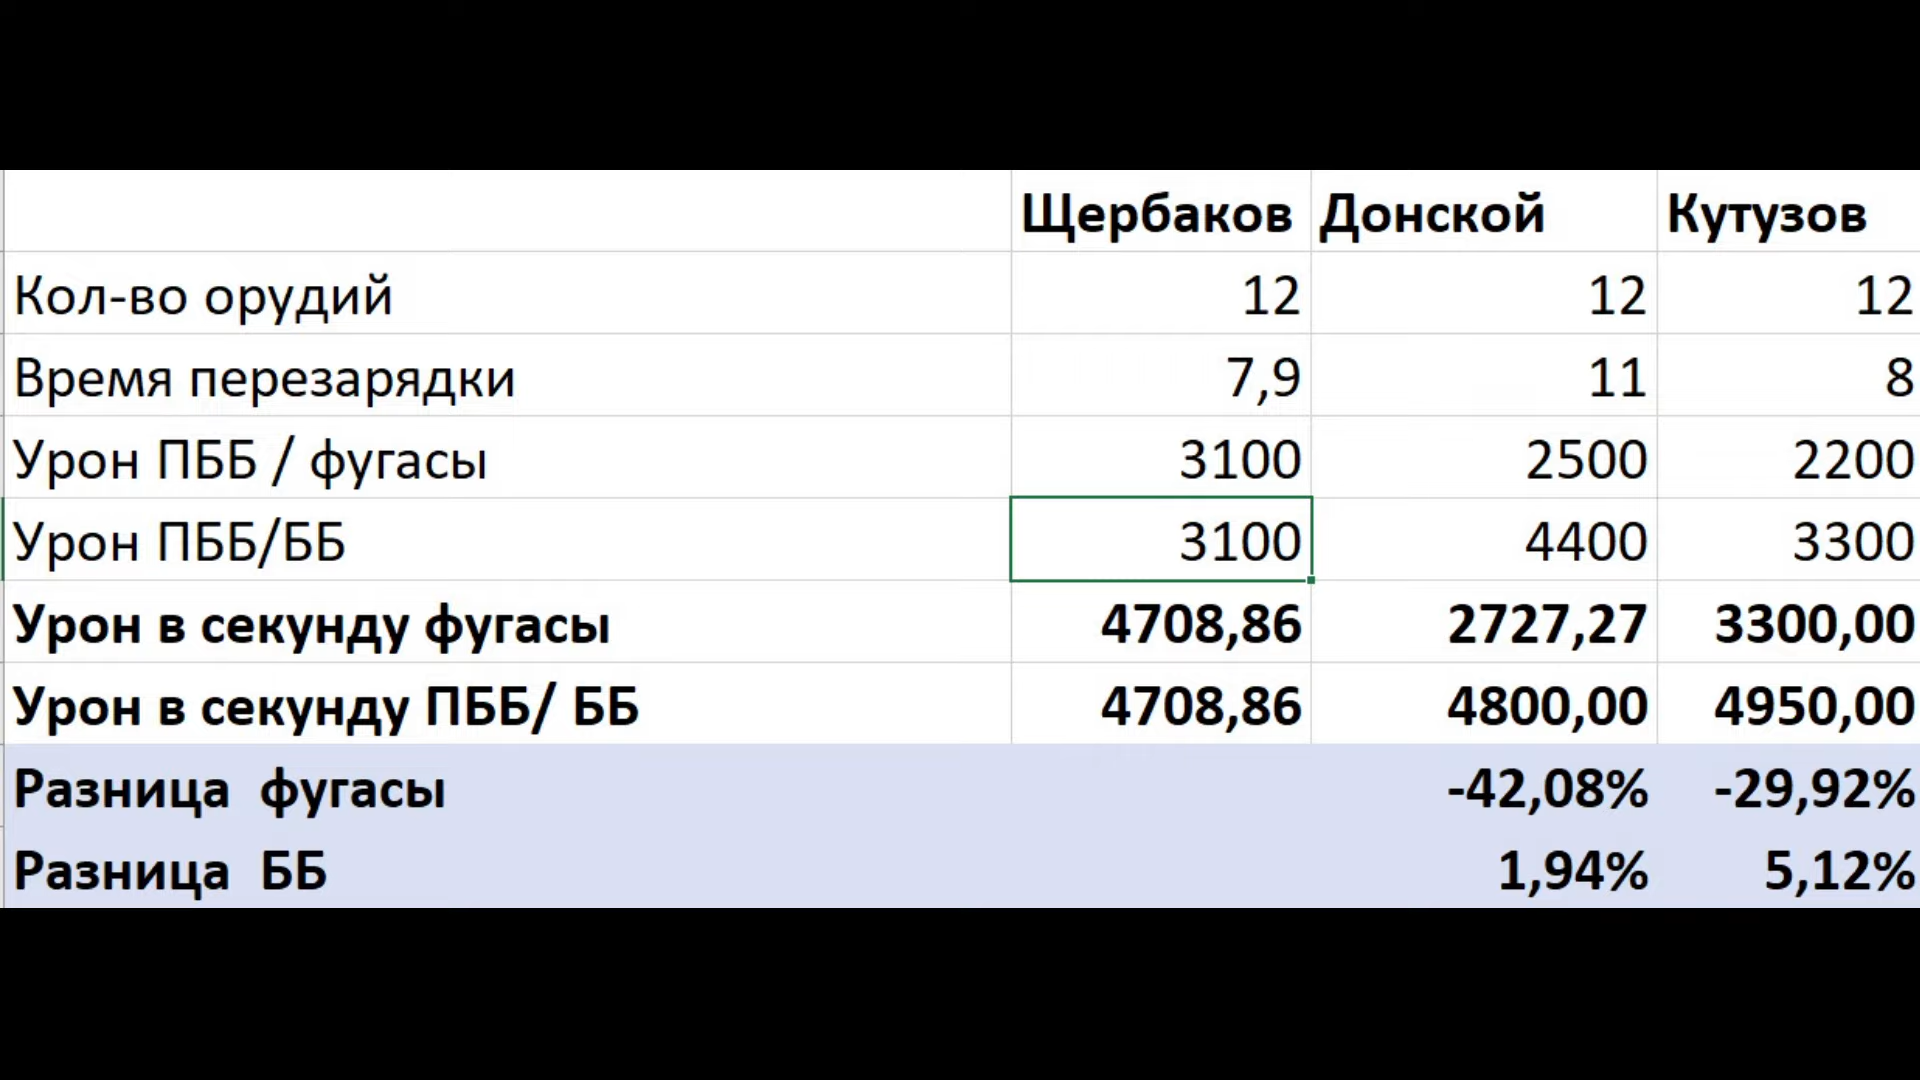 Щербаков Донской Кутузов
Кол-во орудий 12 12 12
Время перезарядки 7,9 11 8
Урон ПББ / фугасы 3100 2500 2200
Урон ПББ/ББ 3100 4400 3300
Урон в секунду фугасы 4708,86 2727,27 3300,00
Урон в секунду ПББ/ ББ 4708,86 4800,00 4950,00
Разница фугасы -42,08% -29,92%
Разница ББ 1,94% 5,12%